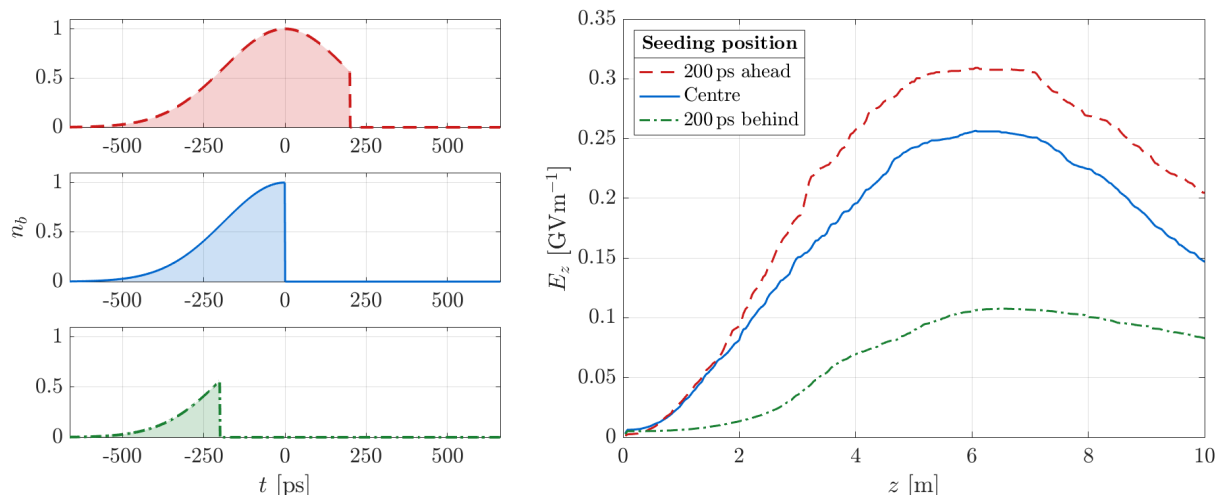 1
0.5
0
-500 -250 0 250 500
1
0.5
0
-500 -250 0 250 500
1
0.5
0
-500 -250 0 250 500
n_b
t [ps]
0.35
0.3
0.25
0.2
0.15
0.1
0.05
0
E_z [GVm⁻¹]
Seeding position
200 ps ahead
Centre
200 ps behind
0 2 4 6 8 10
z [m]